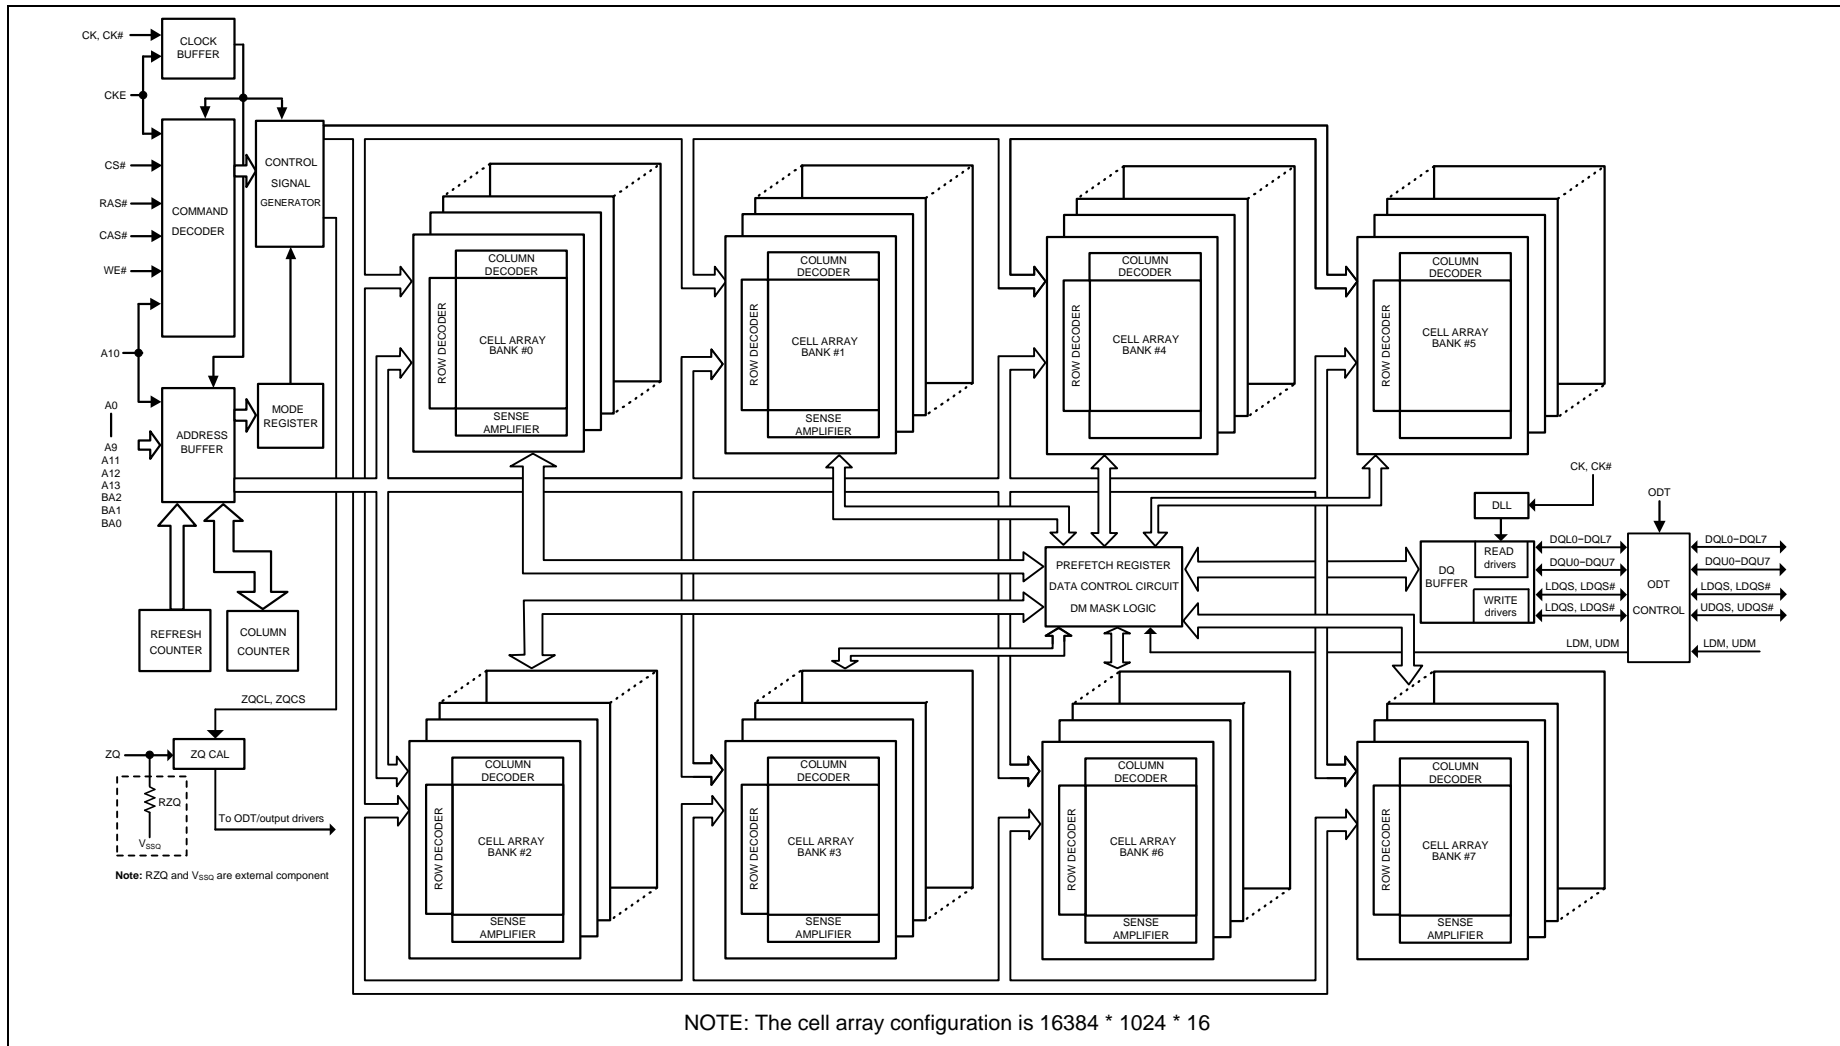 CK, CK#
CLOCK
BUFFER
CKE
CS#
RAS#
CAS#
WE#
COMMAND
DECODER
CONTROL
SIGNAL
GENERATOR
A10
A0
A9
A11
A12
A13
BA2
BA1
BA0
ADDRESS
BUFFER
MODE
REGISTER
REFRESH
COUNTER
COLUMN
COUNTER
ZQCL, ZQCS
ZQ
ZQ CAL
RZQ
VSSQ
To ODT/output drivers
Note: RZQ and VSSQ are external component
COLUMN
DECODER
ROW DECODER
CELL ARRAY
BANK #0
SENSE
AMPLIFIER
COLUMN
DECODER
ROW DECODER
CELL ARRAY
BANK #1
SENSE
AMPLIFIER
COLUMN
DECODER
ROW DECODER
CELL ARRAY
BANK #4
COLUMN
DECODER
ROW DECODER
CELL ARRAY
BANK #5
PREFETCH REGISTER
DATA CONTROL CIRCUIT
DM MASK LOGIC
CK, CK#
DLL
ODT
DQ
BUFFER
READ
drivers
WRITE
drivers
DQL0−DQL7
DQU0−DQU7
LDQS, LDQS#
LDQS, LDQS#
LDM, UDM
ODT
CONTROL
DQL0−DQL7
DQU0−DQU7
LDQS, LDQS#
UDQS, UDQS#
LDM, UDM
COLUMN
DECODER
ROW DECODER
CELL ARRAY
BANK #2
SENSE
AMPLIFIER
COLUMN
DECODER
ROW DECODER
CELL ARRAY
BANK #3
SENSE
AMPLIFIER
COLUMN
DECODER
ROW DECODER
CELL ARRAY
BANK #6
SENSE
AMPLIFIER
COLUMN
DECODER
ROW DECODER
CELL ARRAY
BANK #7
SENSE
AMPLIFIER
NOTE: The cell array configuration is 16384 * 1024 * 16